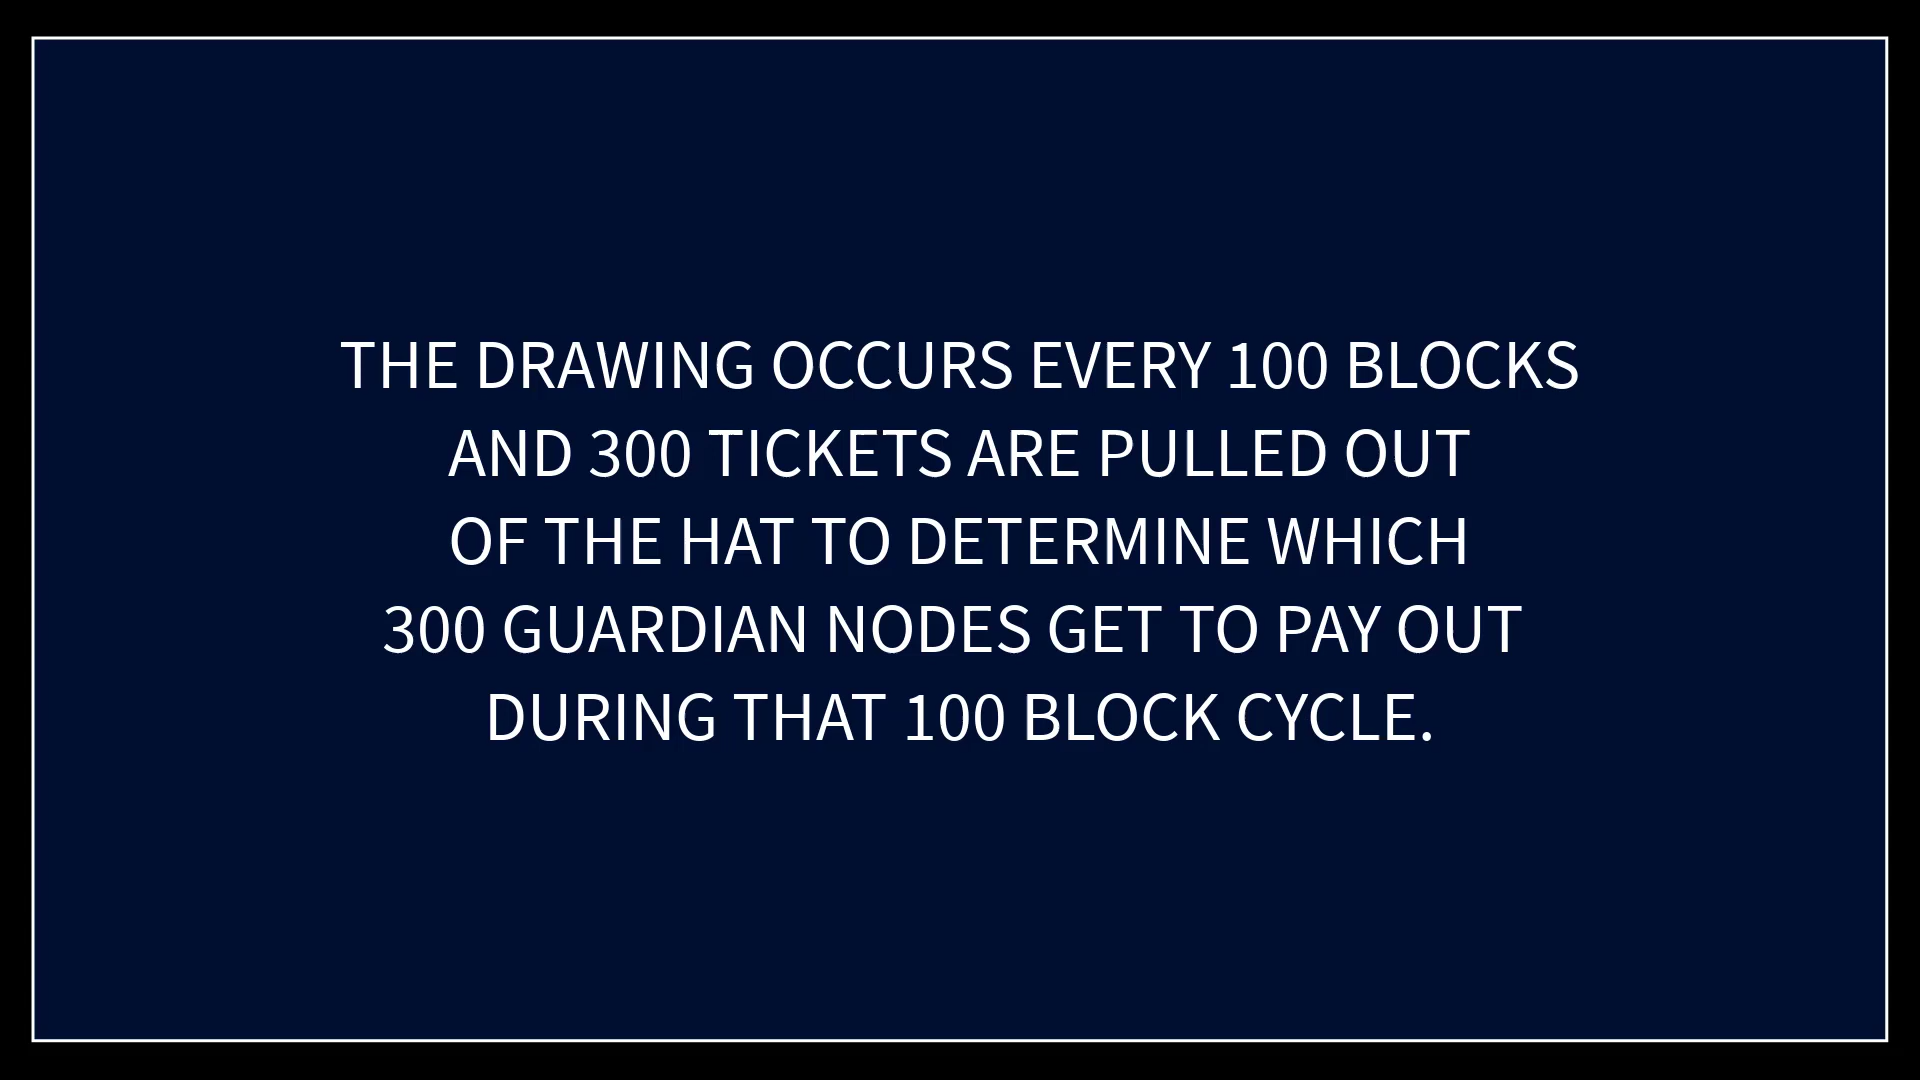 THE DRAWING OCCURS EVERY 100 BLOCKS
AND 300 TICKETS ARE PULLED OUT
OF THE HAT TO DETERMINE WHICH
300 GUARDIAN NODES GET TO PAY OUT
DURING THAT 100 BLOCK CYCLE.